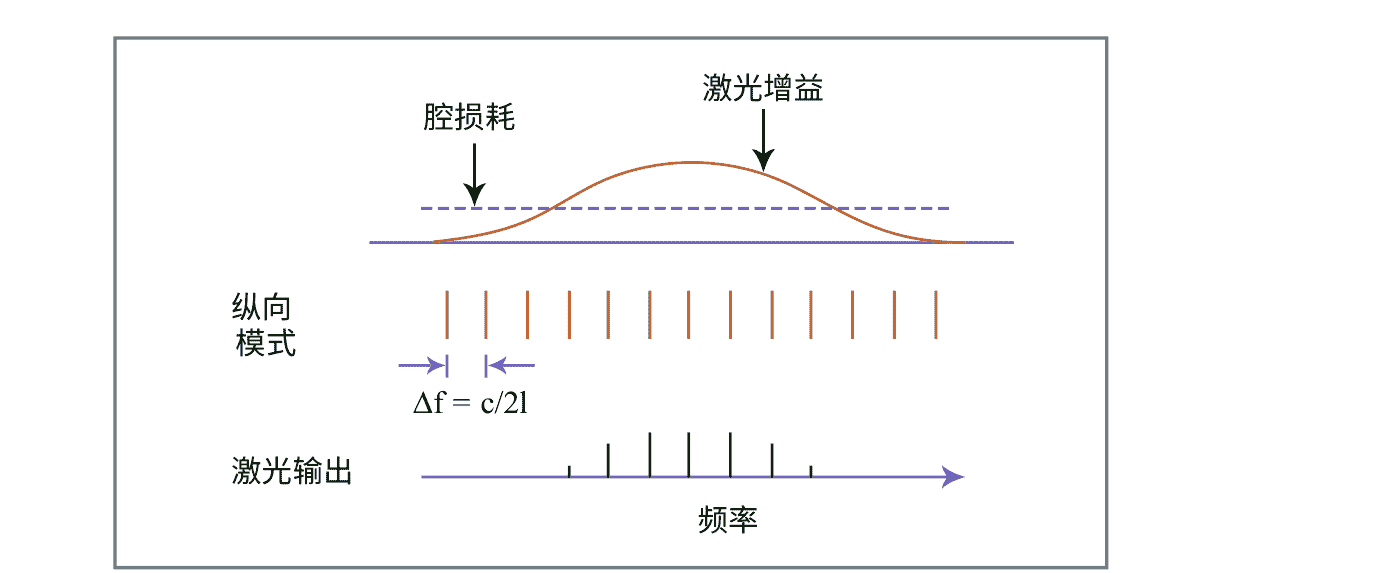 激光增益
腔损耗
纵向
模式
Δf = c/2l
激光输出
频率